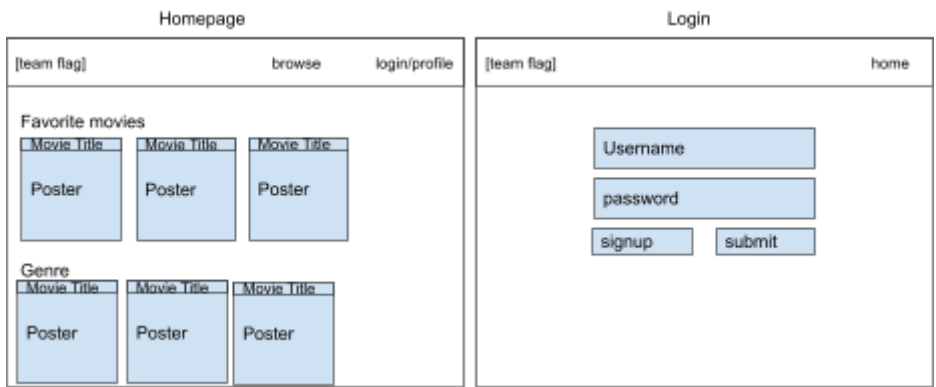 Homepage
[team flag] browse login/profile
Favorite movies
Movie Title Movie Title Movie Title
Poster Poster Poster
Genre
Movie Title Movie Title Movie Title
Poster Poster Poster
Login
[team flag] home
Username
password
signup submit